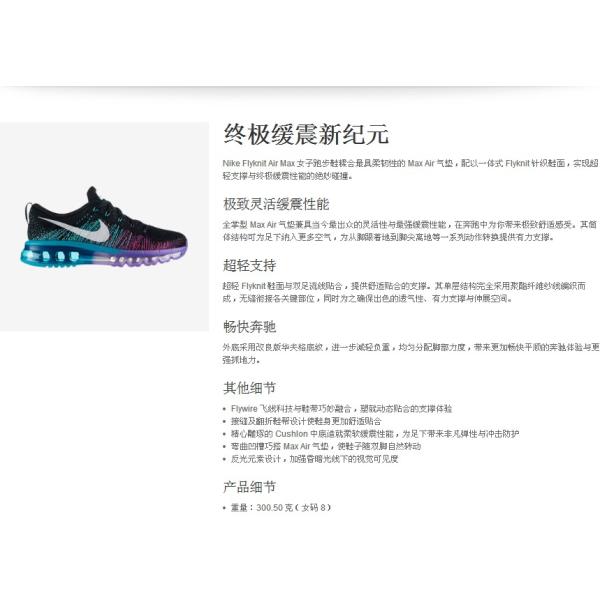 终极缓震新纪元
Nike Flyknit Air Max 女子跑步鞋糅合最具柔韧性的 Max Air 气垫，配以一体式 Flyknit 针织鞋面，实现超
轻支撑与终极缓震性能的绝妙碰撞。
极致灵活缓震性能
全掌型 Max Air 气垫兼具当今最出众的灵活性与最强缓震性能，在奔跑中为你带来极致舒适感受。其筒
体结构可为足下纳入更多空气，为从脚跟着地到脚尖离地等一系列动作转换提供有力支撑。
超轻支持
超轻 Flyknit 鞋面与双足流线贴合，提供舒适贴合的支撑。其单层结构完全采用聚酯纤维纱线编织而
成，无缝衔接各关键部位，同时为之确保出色的透气性、有力支撑与伸展空间。
畅快奔驰
外底采用改良版华夫格底纹，进一步减轻负重，均匀分配脚部力度，带来更加畅快平顺的奔驰体验与更
强抓地力。
其他细节
• Flywire 飞线科技与鞋带巧妙融合，塑就动态贴合的支撑体验
• 接缝及翻折鞋帮设计使鞋身更加舒适贴合
• 精心雕琢的 Cushlon 中底造就柔软缓震性能，为足下带来非凡弹性与冲击防护
• 弯曲凹槽巧搭 Max Air 气垫，使鞋子随双脚自然转动
• 反光元素设计，加强昏暗光线下的视觉可见度
产品细节
• 重量：300.50 克（女码 8）